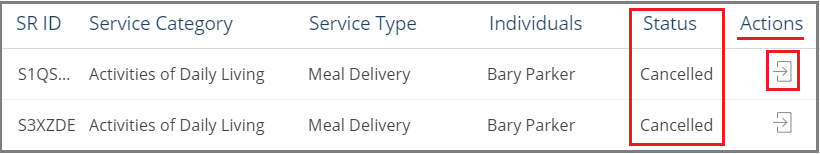 SR ID Service Category Service Type Individuals Status Actions
S1QS... Activities of Daily Living Meal Delivery Bary Parker Cancelled
S3XZDE Activities of Daily Living Meal Delivery Bary Parker Cancelled